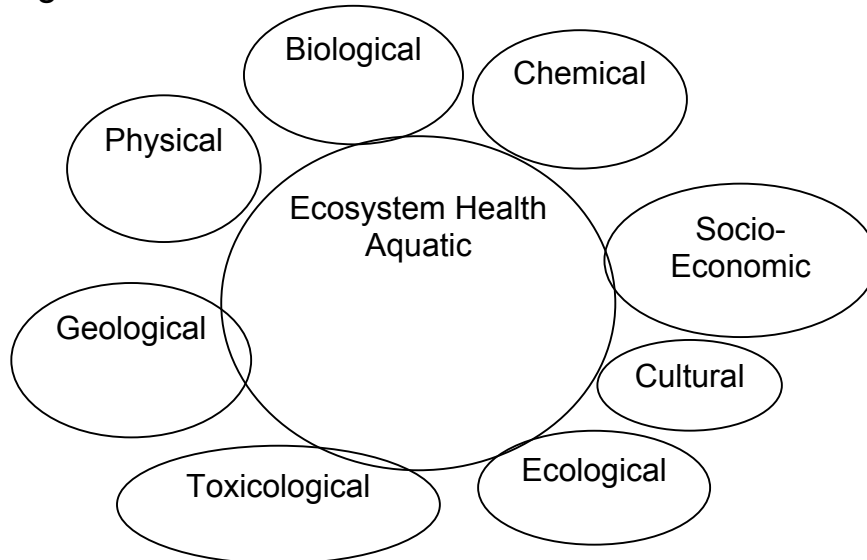 Biological
Chemical
Physical
Ecosystem Health
Aquatic
Socio-
Economic
Geological
Cultural
Ecological
Toxicological